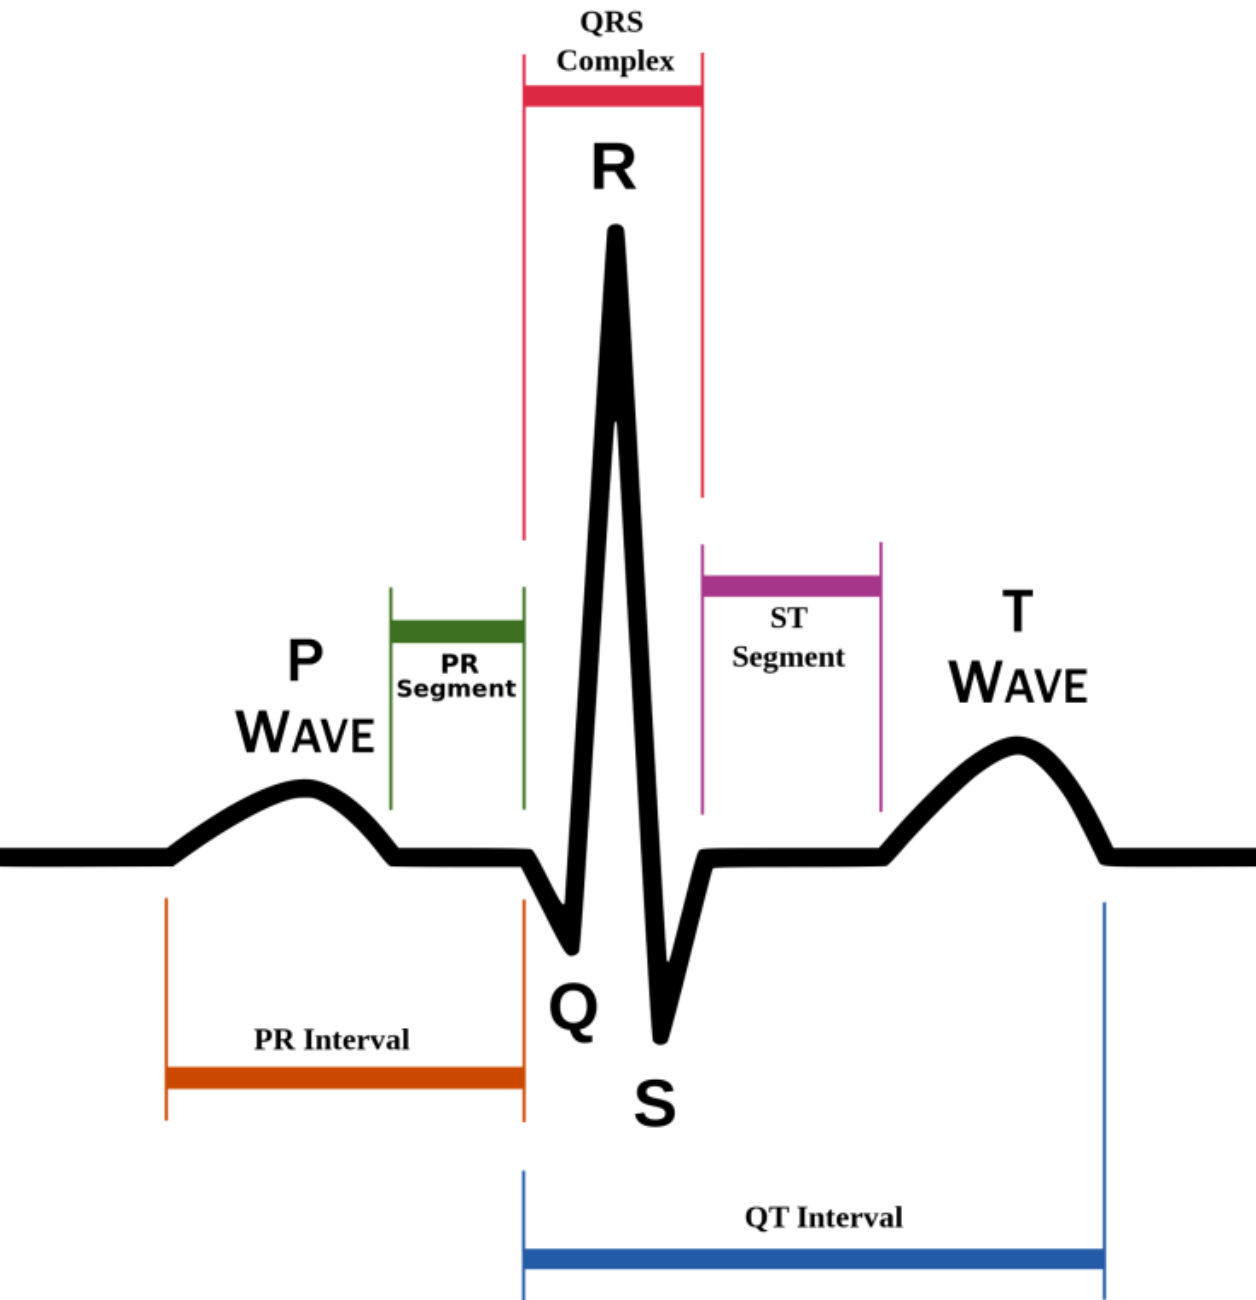 QRS
Complex
R
P
WAVE
PR
Segment
ST
Segment
T
WAVE
Q
PR Interval
S
QT Interval